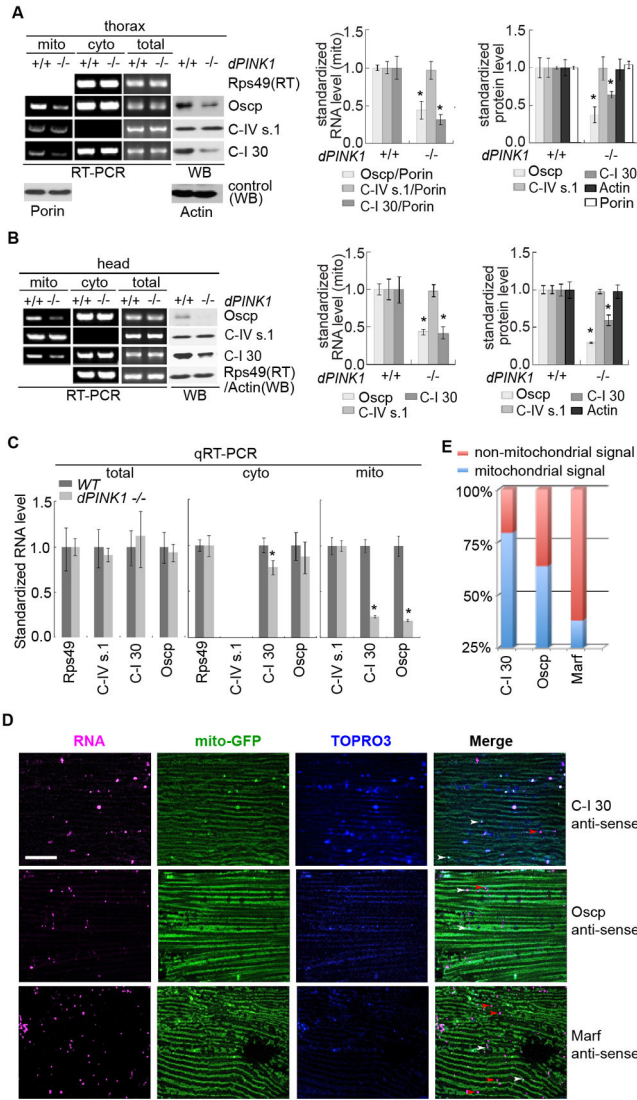 A
thorax
mito cyto total
+/+ -/- +/+ -/- +/+ -/- +/+ -/- dPINK1
Rps49(RT)
Oscp
C-IV s.1
C-I 30
RT-PCR WB
control
(WB)
Porin Actin
standardized
RNA level (mito)
1.5
1.0
0.5
0.0
dPINK1 +/+ -/-
Oscp/Porin
C-IV s.1/Porin
C-I 30/Porin
standardized
protein level
1.5
1.0
0.5
0.0
* *
* *
dPINK1 +/+ -/-
Oscp C-I 30
C-IV s.1 Actin
Porin
B
head
mito cyto total
+/+ -/- +/+ -/- +/+ -/- +/+ -/- dPINK1
Oscp
C-IV s.1
C-I 30
Rps49(RT)
/Actin(WB)
RT-PCR WB
standardized
RNA level (mito)
1.5
1.0
0.5
0.0
* *
dPINK1 +/+ -/-
Oscp C-I 30
C-IV s.1
standardized
protein level
1.5
1.0
0.5
0.0
* *
dPINK1 +/+ -/-
Oscp C-I 30
C-IV s.1 Actin
C
qRT-PCR
total cyto mito
WT
dPINK1 -/-
Standardized RNA level
1.5
1.0
0.5
0.0
* * *
Rps49 C-IV s.1 C-I 30 Oscp Rps49 C-IV s.1 C-I 30 Oscp C-IV s.1 C-I 30 Oscp
E
non-mitochondrial signal
mitochondrial signal
100%
75%
50%
25%
C-I 30 Oscp Marf
D
RNA mito-GFP TOPRO3 Merge
C-I 30
anti-sense
Oscp
anti-sense
Marf
anti-sense